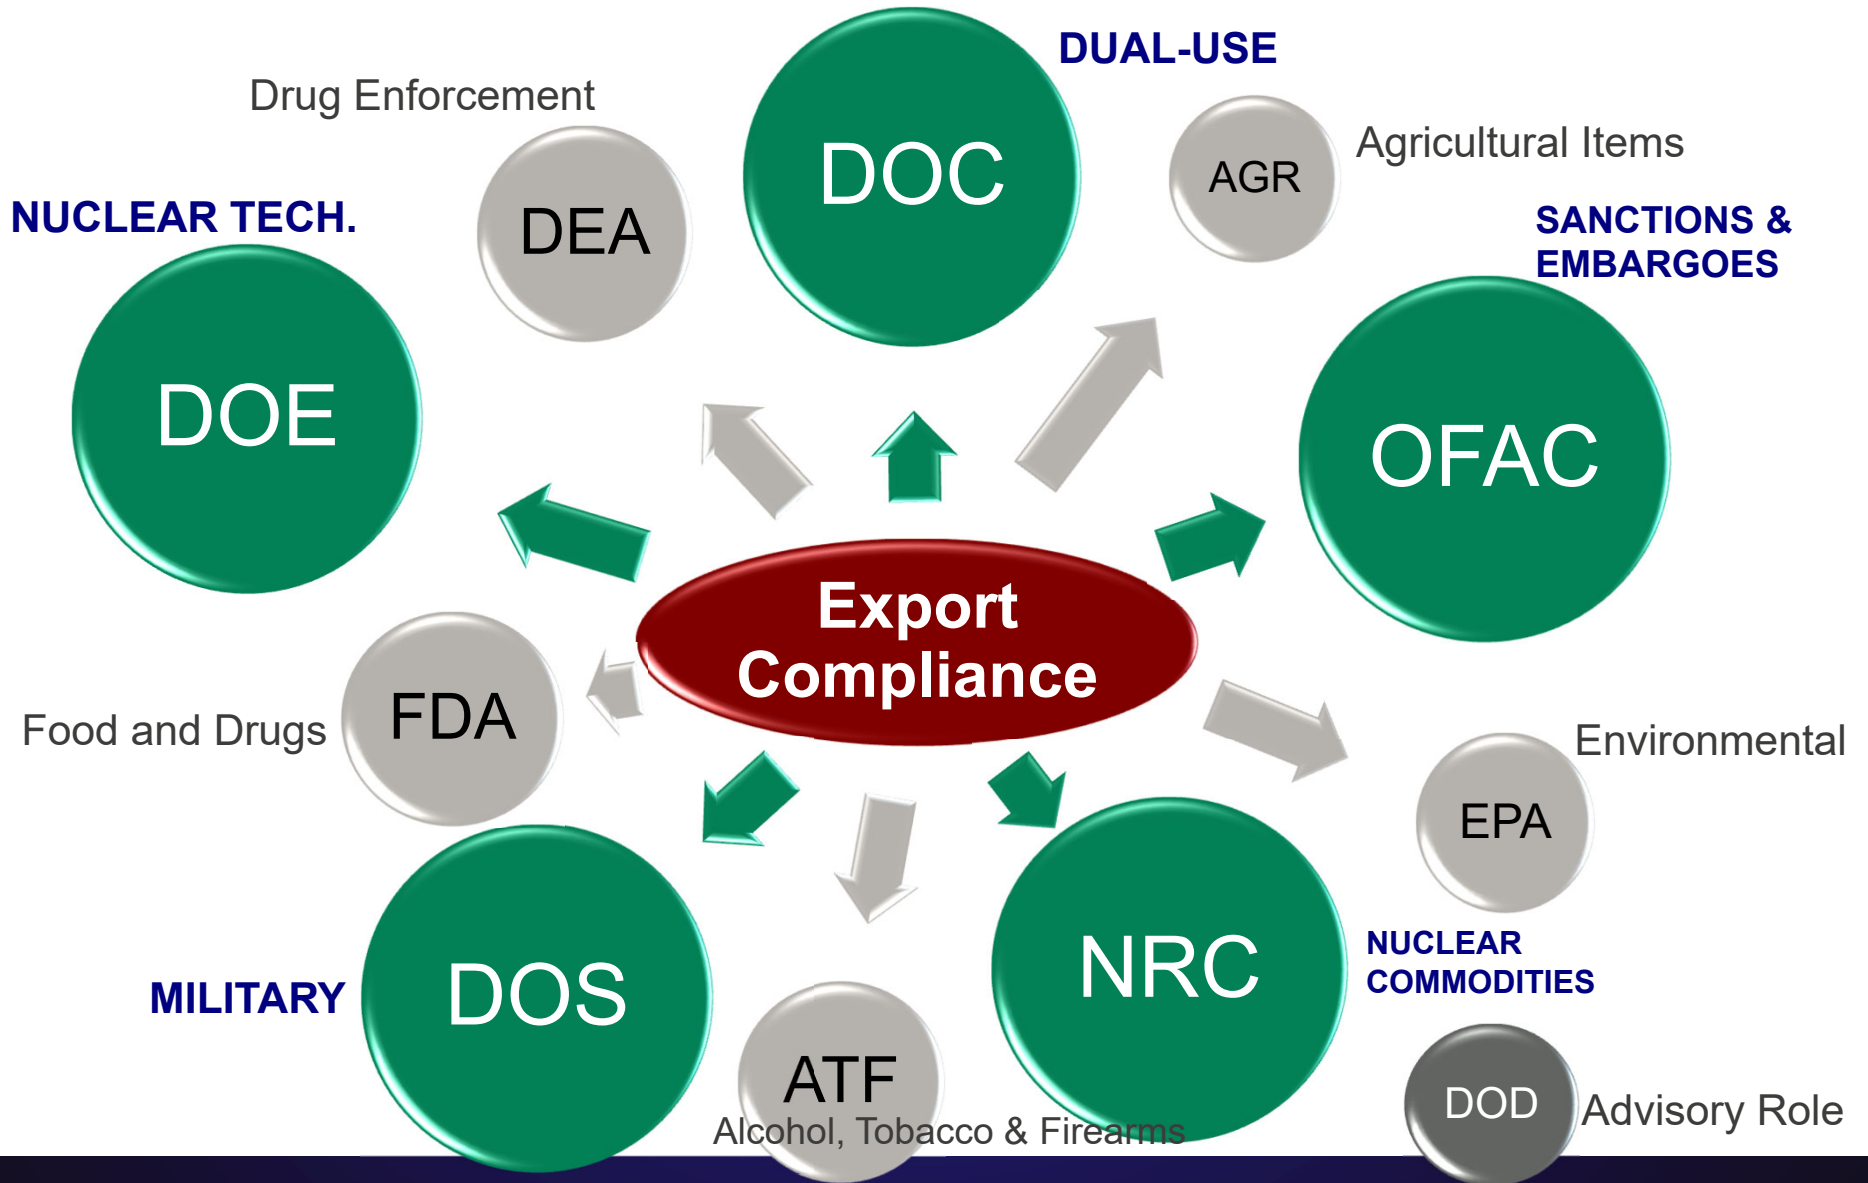 DUAL-USE
DOC
Drug Enforcement
DEA
Agricultural Items
AGR
NUCLEAR TECH.
DOE
SANCTIONS &
EMBARGOES
OFAC
Export
Compliance
Food and Drugs
FDA
Environmental
EPA
MILITARY
DOS
NRC
NUCLEAR
COMMODITIES
ATF
Alcohol, Tobacco & Firearms
DOD
Advisory Role